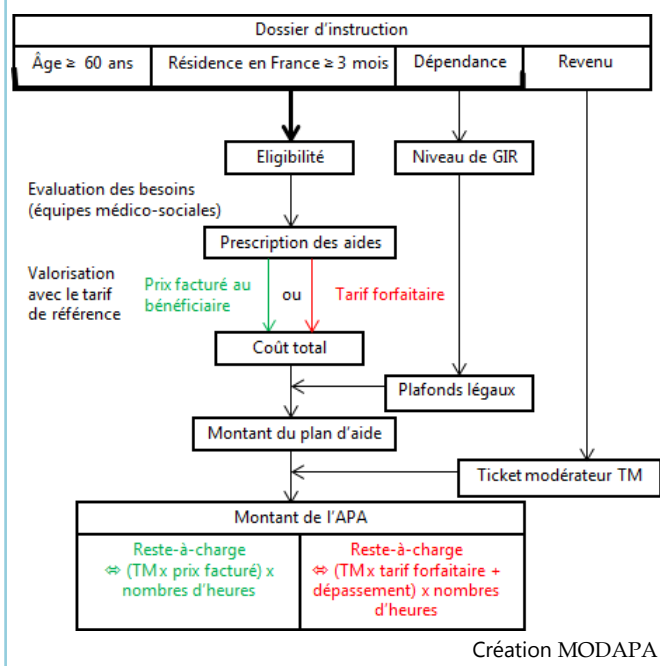 Dossier d'instruction
Âge ≥ 60 ans
Résidence en France ≥ 3 mois
Dépendance
Revenu
Eligibilité
Niveau de GIR
Evaluation des besoins
(équipes médico-sociales)
Prescription des aides
Valorisation
avec le tarif
de référence
Prix facturé au
bénéficiaire
ou
Tarif forfaitaire
Coût total
Plafonds légaux
Montant du plan d'aide
Ticket modérateur TM
Montant de l'APA
Reste-à-charge
⇔ (TM x prix facturé) x
nombres d'heures
Reste-à-charge
⇔ (TM x tarif forfaitaire +
dépassement) x nombres
d'heures
Création MODAPA